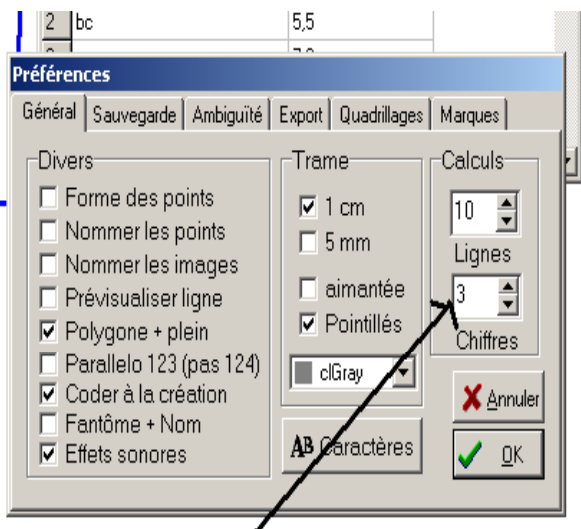 2 bc 5,5
Préférences
Général Sauvegarde Ambiguïté Export Quadrillages Marques
Divers
Forme des points
Nommer les points
Nommer les images
Prévisualiser ligne
Polygone + plein
Parallelo 123 (pas 124)
Coder à la création
Fantôme + Nom
Effets sonores
Trame
1 cm
5 mm
aimantée
Pointillés
clGray
AB Caractères
Calculs
10
Lignes
3
Chiffres
Annuler
OK